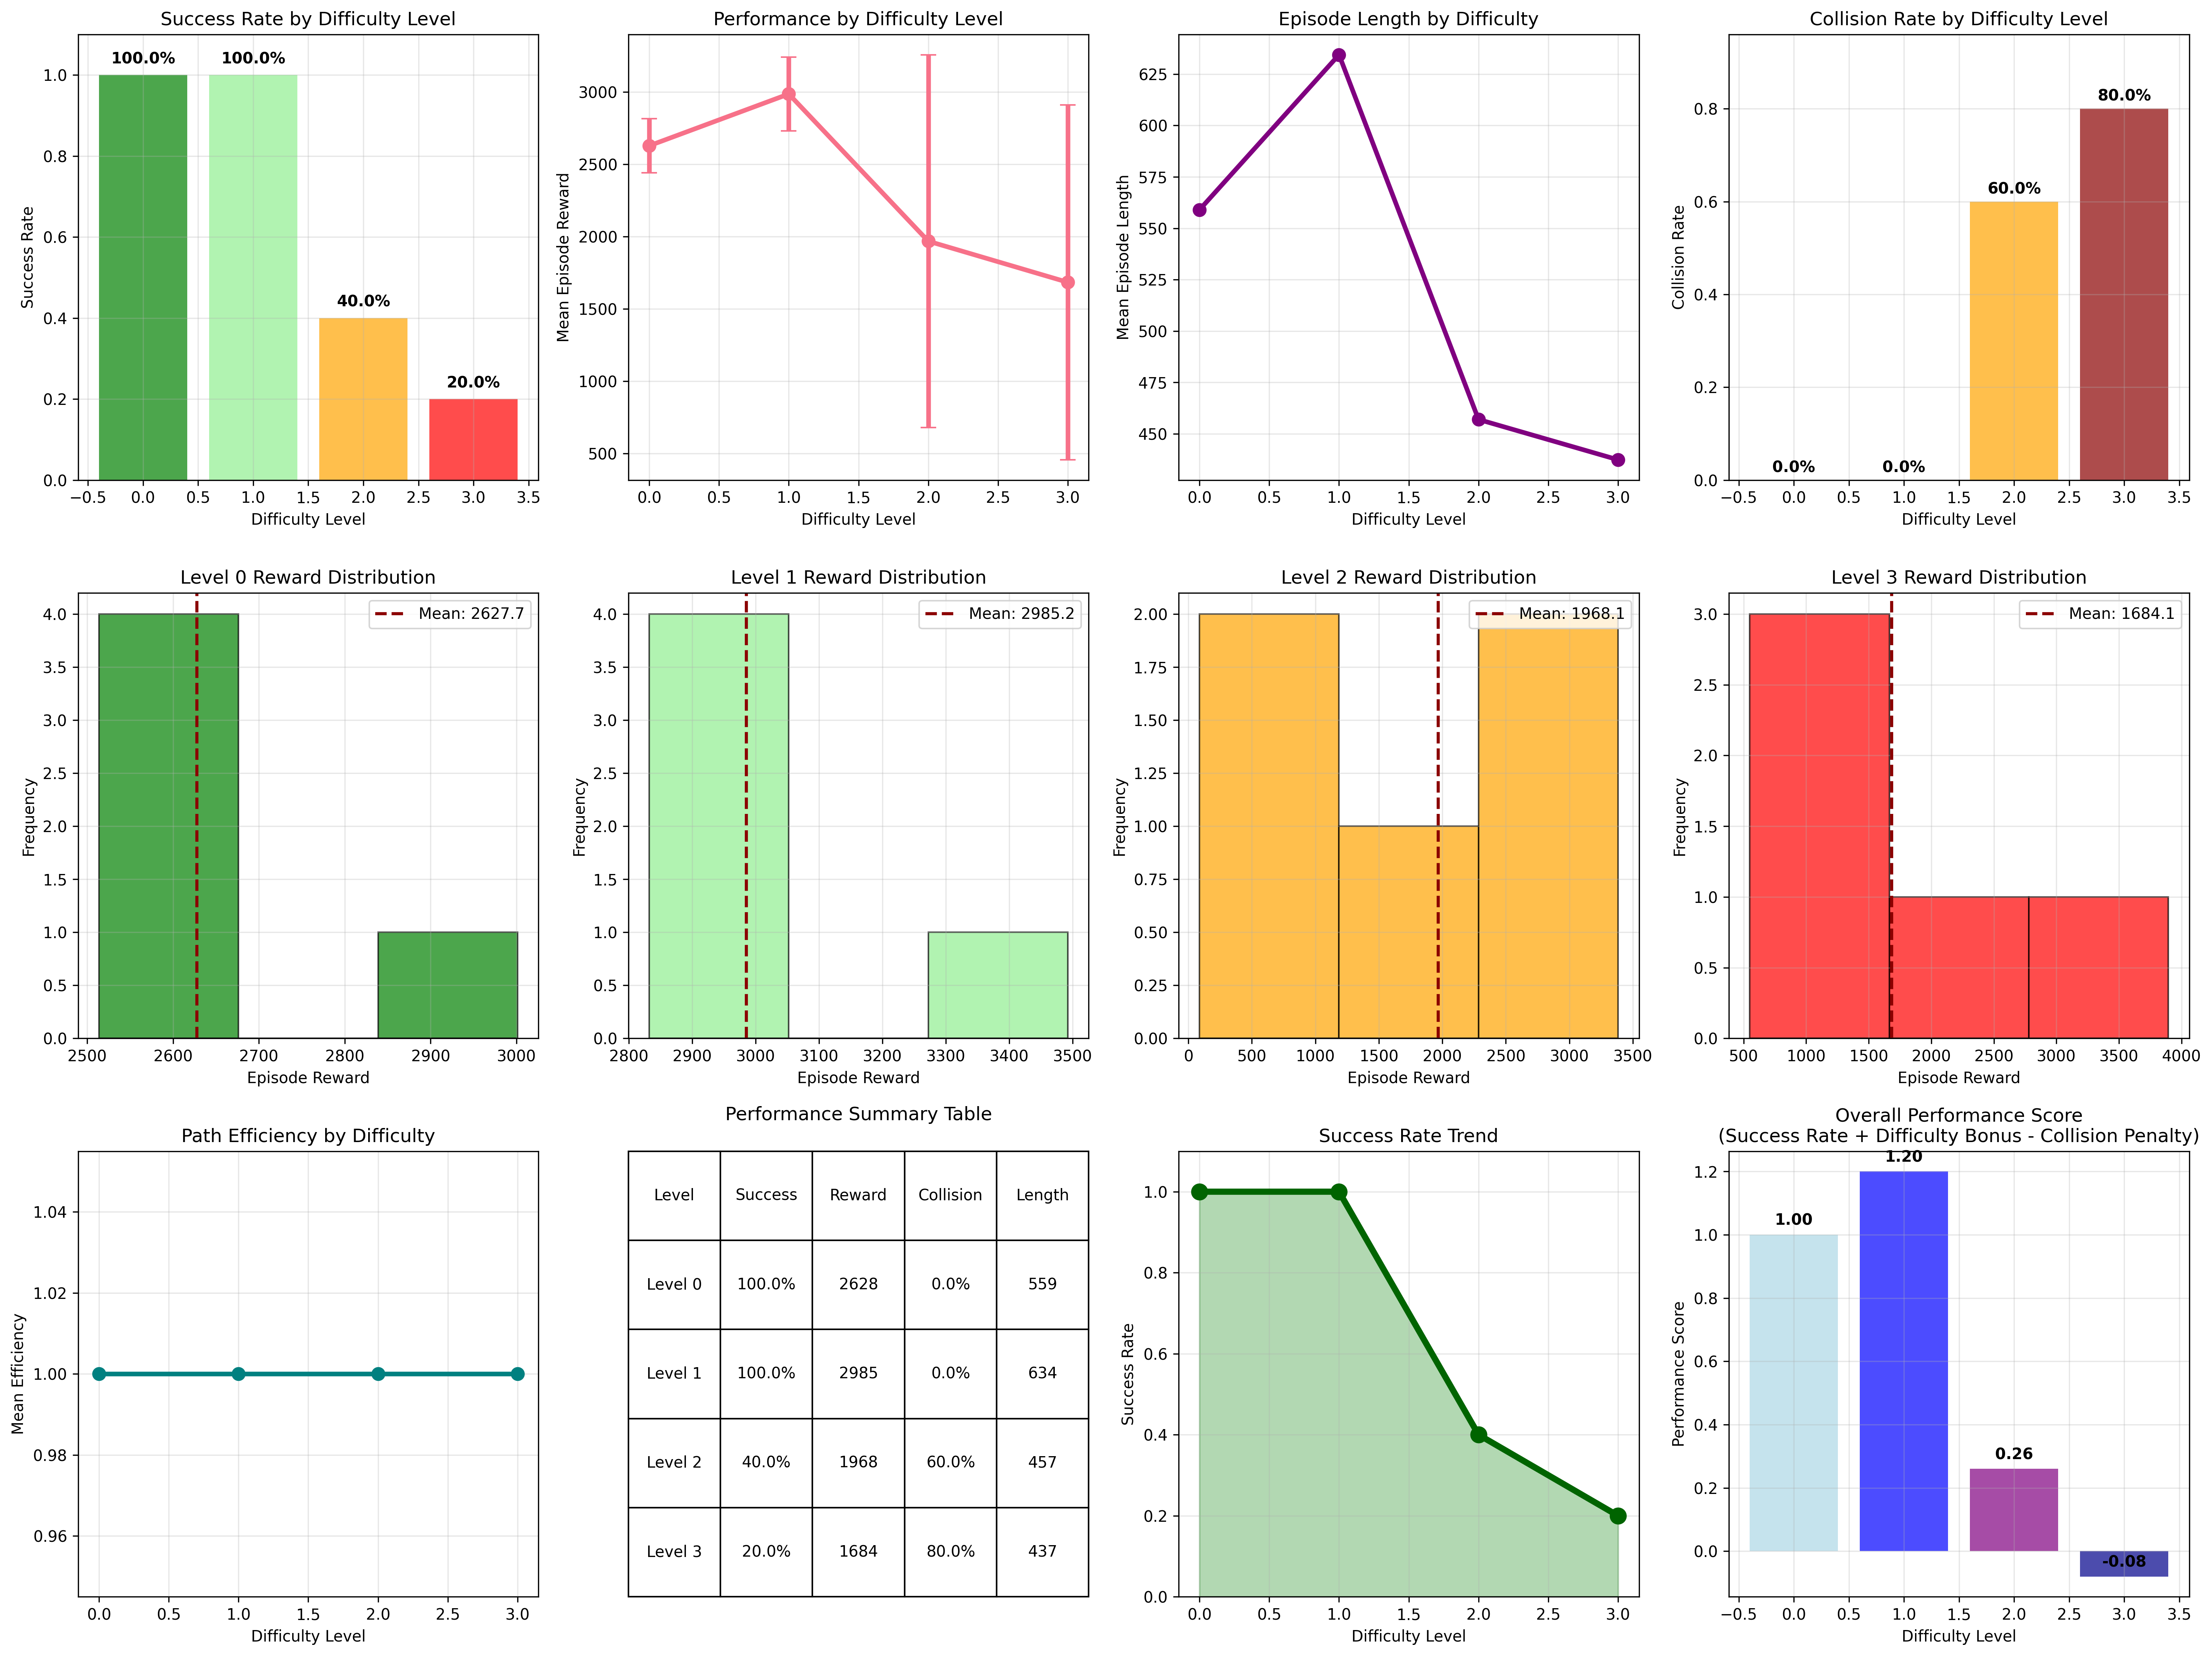 Success Rate by Difficulty Level
Success Rate
1.0
0.8
0.6
0.4
0.2
0.0
100.0%
100.0%
40.0%
20.0%
−0.5 0.0 0.5 1.0 1.5 2.0 2.5 3.0 3.5
Difficulty Level
Performance by Difficulty Level
Mean Episode Reward
3000
2500
2000
1500
1000
500
0.0 0.5 1.0 1.5 2.0 2.5 3.0
Difficulty Level
Episode Length by Difficulty
Mean Episode Length
625
600
575
550
525
500
475
450
0.0 0.5 1.0 1.5 2.0 2.5 3.0
Difficulty Level
Collision Rate by Difficulty Level
Collision Rate
0.8
0.6
0.4
0.2
0.0
0.0%
0.0%
60.0%
80.0%
−0.5 0.0 0.5 1.0 1.5 2.0 2.5 3.0 3.5
Difficulty Level
Level 0 Reward Distribution
Mean: 2627.7
Frequency
4.0
3.5
3.0
2.5
2.0
1.5
1.0
0.5
0.0
2500 2600 2700 2800 2900 3000
Episode Reward
Level 1 Reward Distribution
Mean: 2985.2
Frequency
4.0
3.5
3.0
2.5
2.0
1.5
1.0
0.5
0.0
2800 2900 3000 3100 3200 3300 3400 3500
Episode Reward
Level 2 Reward Distribution
Mean: 1968.1
Frequency
2.00
1.75
1.50
1.25
1.00
0.75
0.50
0.25
0.00
0 500 1000 1500 2000 2500 3000 3500
Episode Reward
Level 3 Reward Distribution
Mean: 1684.1
Frequency
3.0
2.5
2.0
1.5
1.0
0.5
0.0
500 1000 1500 2000 2500 3000 3500 4000
Episode Reward
Path Efficiency by Difficulty
Mean Efficiency
1.04
1.02
1.00
0.98
0.96
0.0 0.5 1.0 1.5 2.0 2.5 3.0
Difficulty Level
Performance Summary Table
Level Success Reward Collision Length
Level 0 100.0% 2628 0.0% 559
Level 1 100.0% 2985 0.0% 634
Level 2 40.0% 1968 60.0% 457
Level 3 20.0% 1684 80.0% 437
Success Rate Trend
Success Rate
1.0
0.8
0.6
0.4
0.2
0.0
0.0 0.5 1.0 1.5 2.0 2.5 3.0
Difficulty Level
Overall Performance Score
(Success Rate + Difficulty Bonus - Collision Penalty)
Performance Score
1.2
1.0
0.8
0.6
0.4
0.2
0.0
1.00
1.20
0.26
-0.08
−0.5 0.0 0.5 1.0 1.5 2.0 2.5 3.0 3.5
Difficulty Level